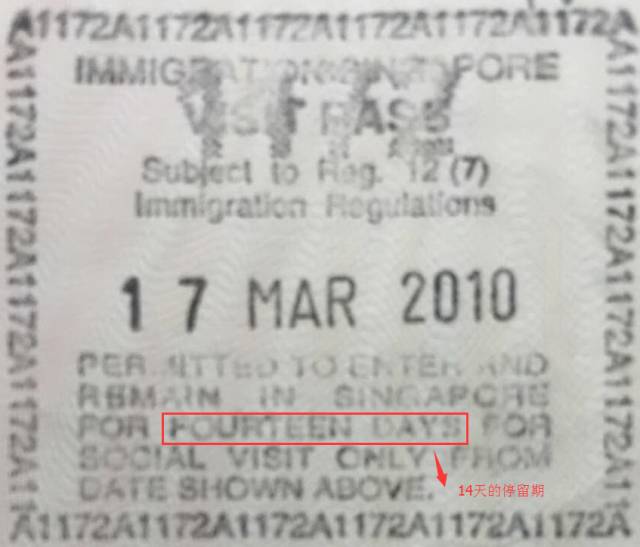 A1172A1172A1172A1172A1172A1172A1172A
IMMIGRATION SINGAPORE
VISIT PASS
Subject to Reg. 12 (7)
Immigration Regulations
17 MAR 2010
PERMITTED TO ENTER AND
REMAIN IN SINGAPORE
FOR FOURTEEN DAYS FOR
SOCIAL VISIT ONLY FROM
DATE SHOWN ABOVE.
14天的停留期
A1172A1172A1172A1172A1172A1172A1172A